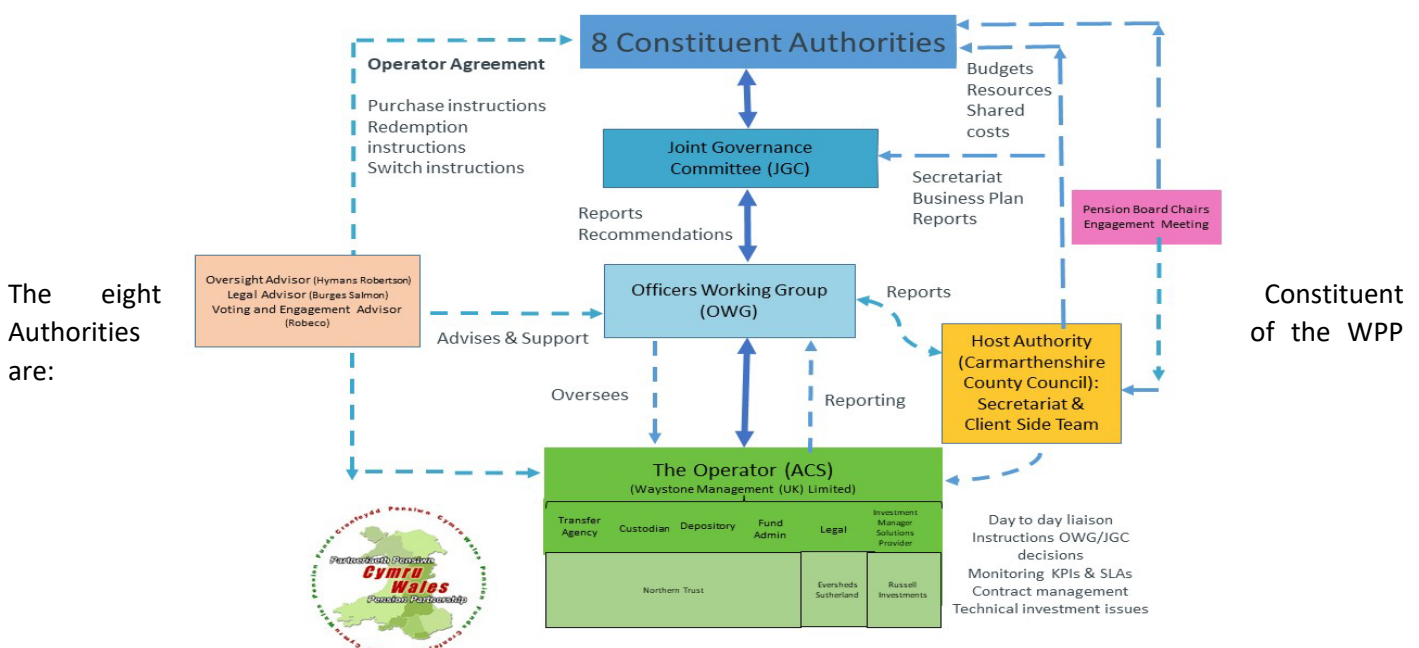 8 Constituent Authorities
Operator Agreement
Purchase instructions
Redemption
instructions
Switch instructions
Budgets
Resources
Shared
costs
Joint Governance
Committee (JGC)
Secretariat
Business Plan
Reports
Pension Board Chairs
Engagement Meeting
Reports
Recommendations
Oversight Advisor (Hymans Robertson)
Legal Advisor (Burges Salmon)
Voting and Engagement Advisor
(Robeco)
Advises & Support
Officers Working Group
(OWG)
Reports
Host Authority
(Carmarthenshire
County Council):
Secretariat &
Client Side Team
The eight Constituent
Authorities of the WPP
are:
Oversees
Reporting
The Operator (ACS)
(Waystone Management (UK) Limited)
Transfer
Agency
Custodian
Depository
Fund
Admin
Legal
Investment
Manager
Solutions
Provider
Northern Trust
Eversheds
Sutherland
Russell
Investments
Day to day liaison
Instructions OWG/JGC
decisions
Monitoring KPIs & SLAs
Contract management
Technical investment issues
Partneriaeth Pensiwn
Cymru
Wales
Pension Partnership